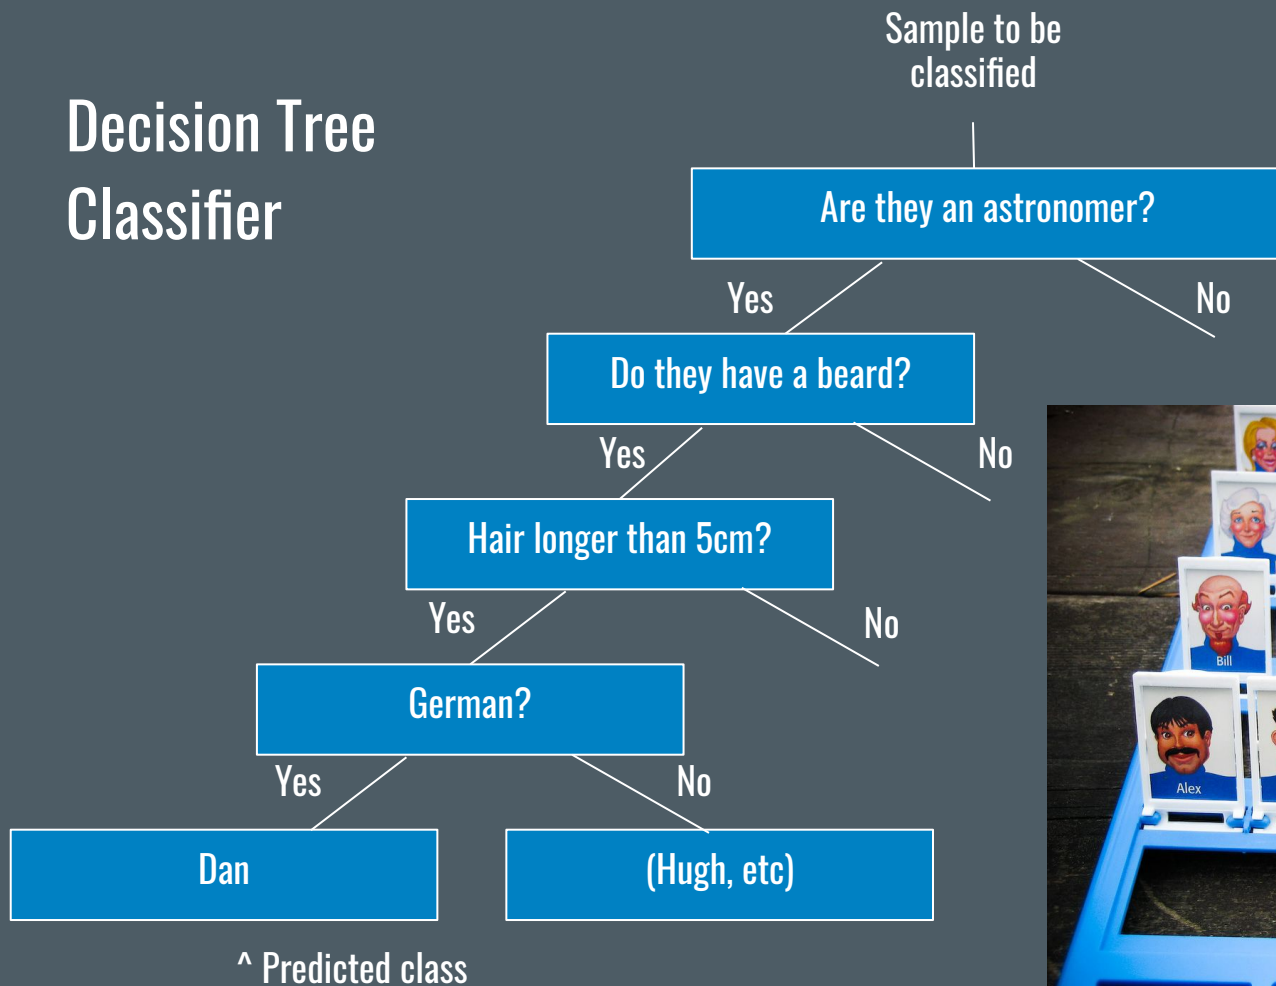 Sample to be
classified
Decision Tree
Classifier
Are they an astronomer?
Yes
No
Do they have a beard?
Yes
No
Hair longer than 5cm?
Yes
No
German?
Yes
No
Dan
(Hugh, etc)
^ Predicted class
Bill
Alex